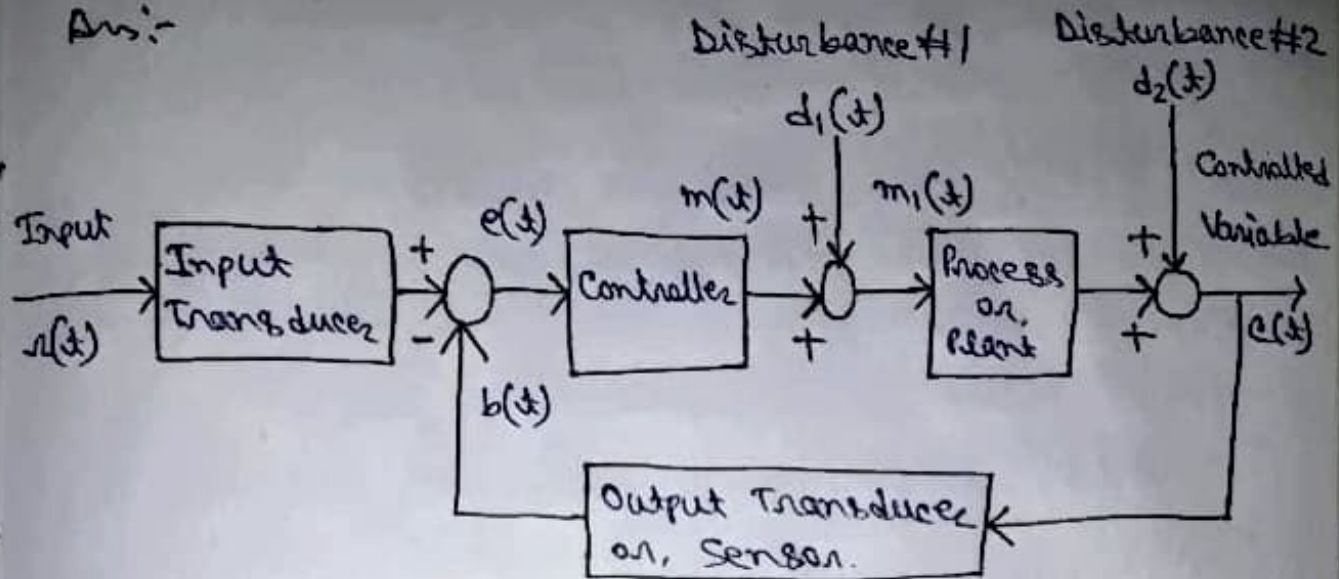 Ans:-
Disturbance #1
Disturbance #2
d₁(t)
d₂(t)
Controlled
Variable
Input
r(t)
Input
Transducer
+
-
e(t)
b(t)
Controller
m(t)
+
+
m₁(t)
Process
or,
Plant
+
+
c(t)
Output Transducer
or, Sensor.